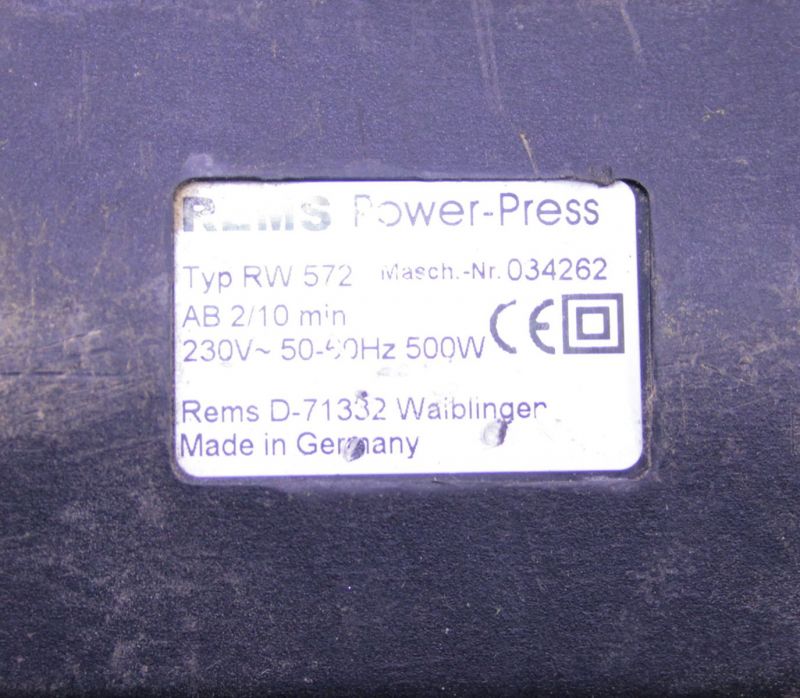 REMS Power-Press
Typ RW 572 Masch.-Nr. 034262
AB 2/10 min
230V~ 50-60Hz 500W CE
Rems D-71332 Waiblingen
Made in Germany